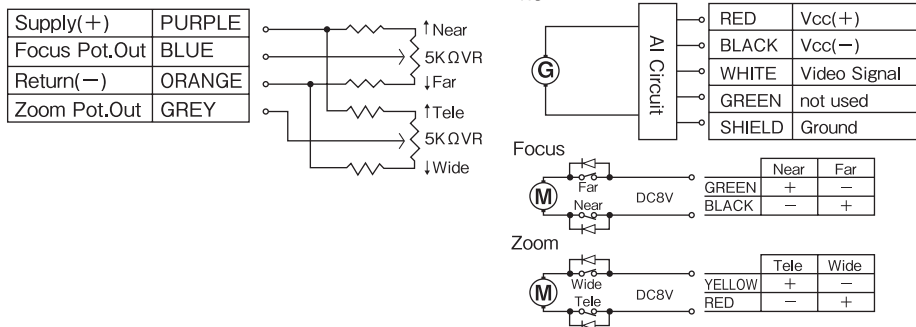 Supply(+) PURPLE
Focus Pot.Out BLUE
Return(−) ORANGE
Zoom Pot.Out GREY
↑Near
5KΩVR
↓Far
↑Tele
5KΩVR
↓Wide
G
AI Circuit
RED Vcc(+)
BLACK Vcc(−)
WHITE Video Signal
GREEN not used
SHIELD Ground
Focus
M
Far
Near
DC8V
Near Far
GREEN + −
BLACK − +
Zoom
M
Wide
Tele
DC8V
Tele Wide
YELLOW + −
RED − +